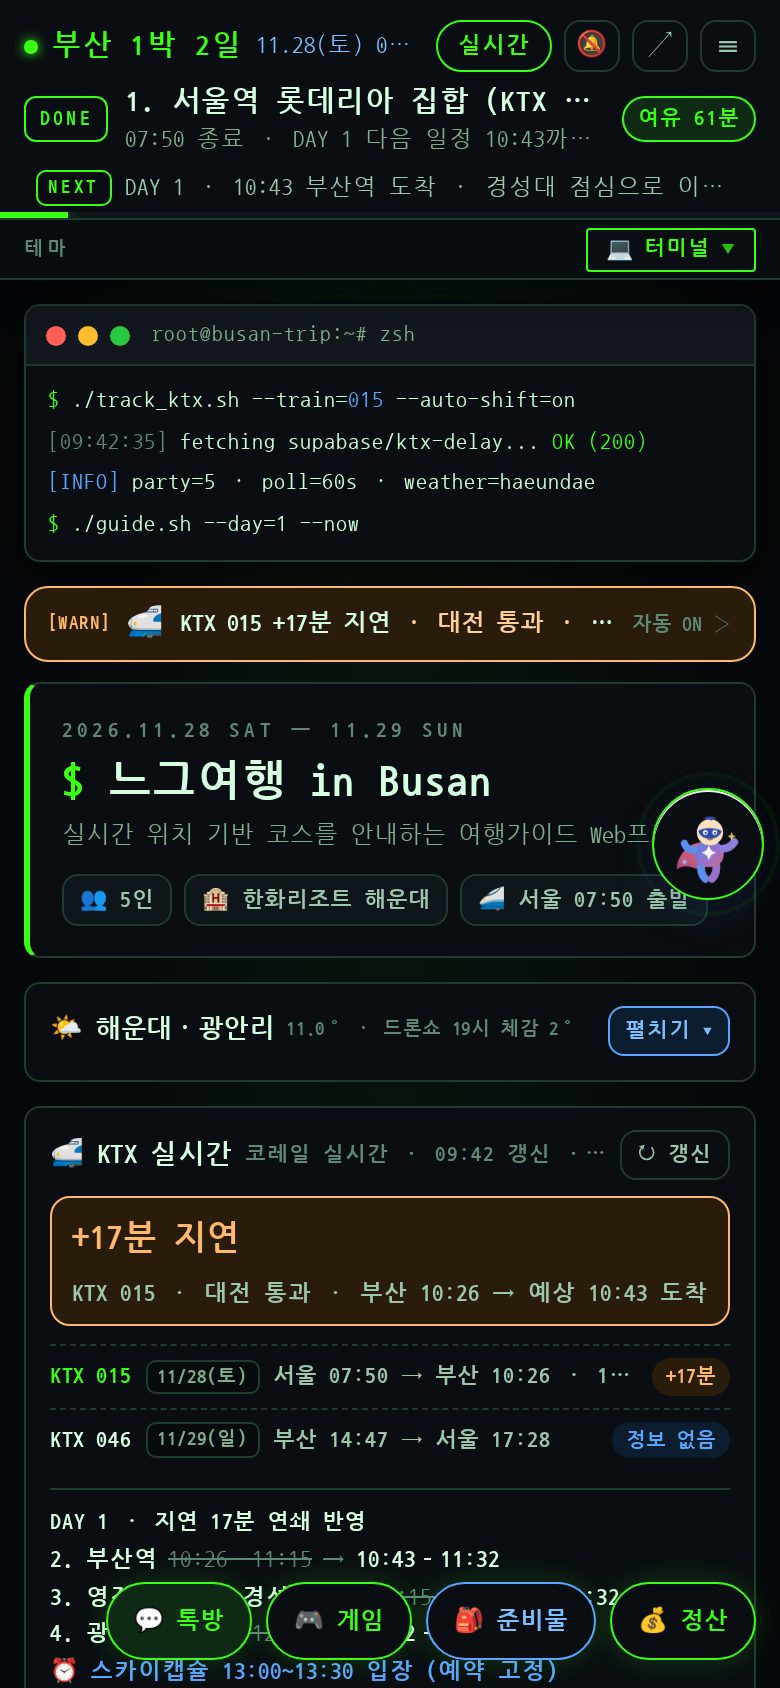 부산 1박 2일 11.28(토) 0… 실시간
DONE 1. 서울역 롯데리아 집합 (KTX …
07:50 종료 · DAY 1 다음 일정 10:43까… 여유 61분
NEXT DAY 1 · 10:43 부산역 도착 · 경성대 점심으로 이…
테마 터미널 ▼
root@busan-trip:~# zsh
$ ./track_ktx.sh --train=015 --auto-shift=on
[09:42:35] fetching supabase/ktx-delay... OK (200)
[INFO] party=5 · poll=60s · weather=haeundae
$ ./guide.sh --day=1 --now
[WARN] KTX 015 +17분 지연 · 대전 통과 · … 자동 ON >
2026.11.28 SAT — 11.29 SUN
$ 느그여행 in Busan
실시간 위치 기반 코스를 안내하는 여행가이드 Web프
5인 한화리조트 해운대 서울 07:50 출발
해운대·광안리 11.0° · 드론쇼 19시 체감 2° 펼치기 ▼
KTX 실시간 코레일 실시간 · 09:42 갱신 ·… ↻ 갱신
+17분 지연
KTX 015 · 대전 통과 · 부산 10:26 → 예상 10:43 도착
KTX 015 11/28(토) 서울 07:50 → 부산 10:26 · 1… +17분
KTX 046 11/29(일) 부산 14:47 → 서울 17:28 정보 없음
DAY 1 · 지연 17분 연쇄 반영
2. 부산역 10:26–11:15 → 10:43–11:32
3.
4.
톡방 게임 준비물 정산
스카이캡슐 13:00~13:30 입장 (예약 고정)